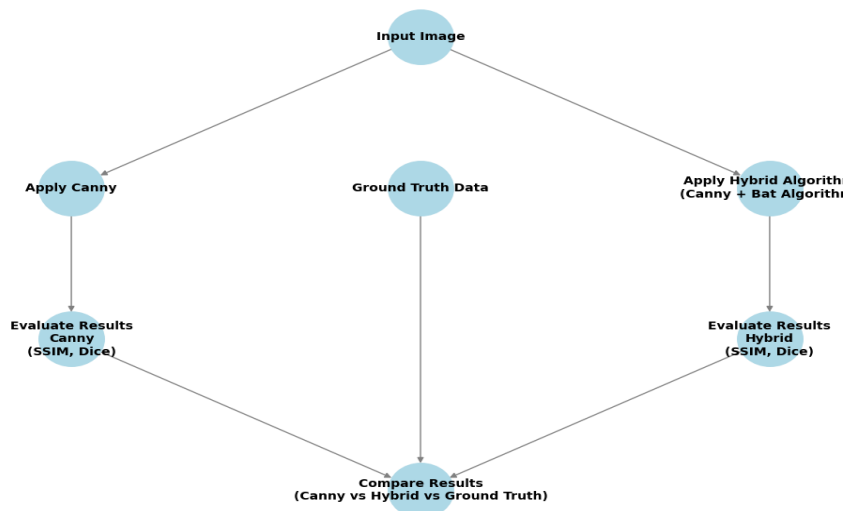 Input Image
Apply Canny
Ground Truth Data
Apply Hybrid Algorith
(Canny + Bat Algorith
Evaluate Results
Canny
(SSIM, Dice)
Evaluate Results
Hybrid
(SSIM, Dice)
Compare Results
(Canny vs Hybrid vs Ground Truth)